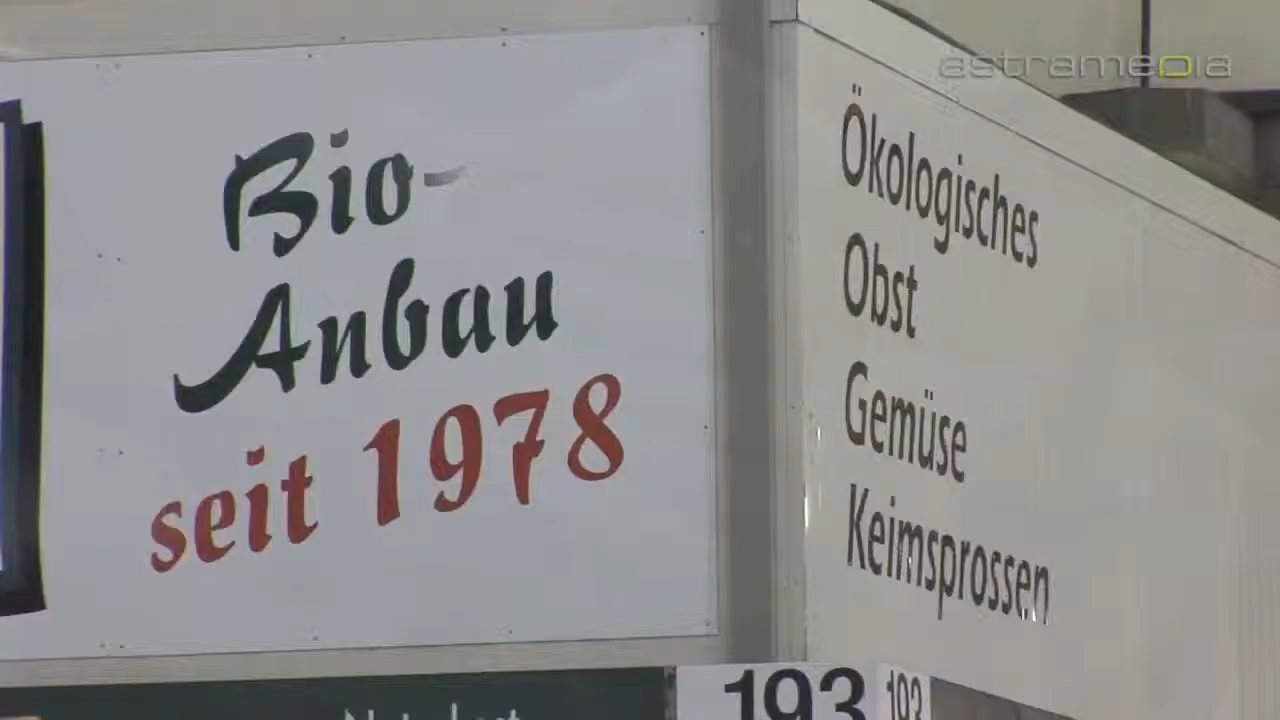 Bio-
Anbau
seit 1978
Ökologisches
Obst
Gemüse
Keimsprossen
astramedia
193
193